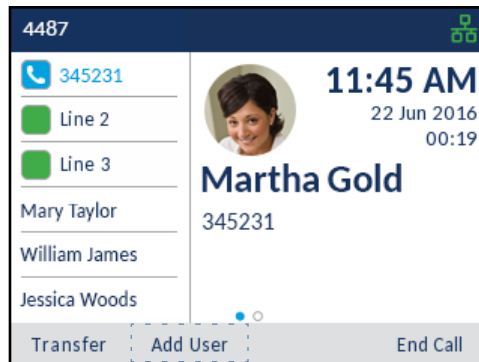 4487
345231
Line 2
Line 3
Mary Taylor
William James
Jessica Woods
11:45 AM
22 Jun 2016
00:19
Martha Gold
345231
Transfer
Add User
End Call